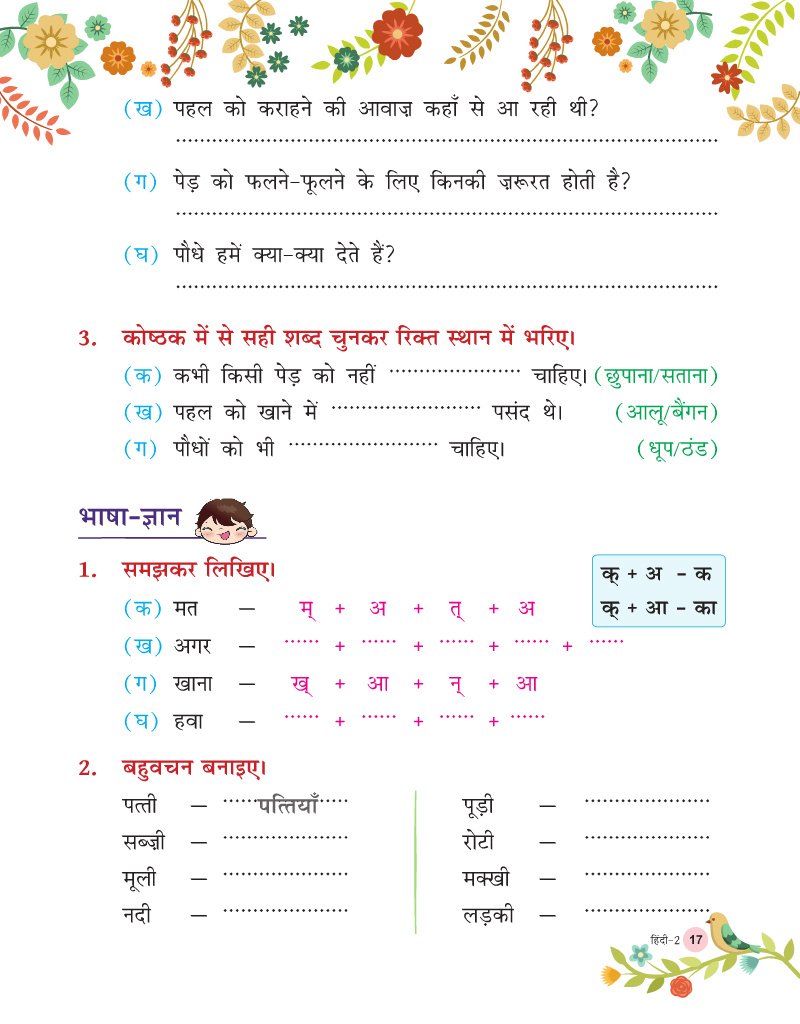 (ख) पहल को कराहने की आवाज़ कहाँ से आ रही थी?
(ग) पेड़ को फलने-फूलने के लिए किनकी ज़रूरत होती है?
(घ) पौधे हमें क्या-क्या देते हैं?
3. कोष्ठक में से सही शब्द चुनकर रिक्त स्थान में भरिए।
(क) कभी किसी पेड़ को नहीं ...................... चाहिए। (छुपाना/सताना)
(ख) पहल को खाने में ......................... पसंद थे। (आलू/बैंगन)
(ग) पौधों को भी ......................... चाहिए। (धूप/ठंड)
भाषा-ज्ञान
1. समझकर लिखिए।
क् + अ - क
क् + आ - का
(क) मत — म् + अ + त् + अ
(ख) अगर — ...... + ...... + ...... + ...... + ......
(ग) खाना — ख् + आ + न् + आ
(घ) हवा — ...... + ...... + ...... + ......
2. बहुवचन बनाइए।
पत्ती — पत्तियाँ पूड़ी — .....................
सब्ज़ी — ..................... रोटी — .....................
मूली — ..................... मक्खी — .....................
नदी — ..................... लड़की — .....................
हिंदी-2 17